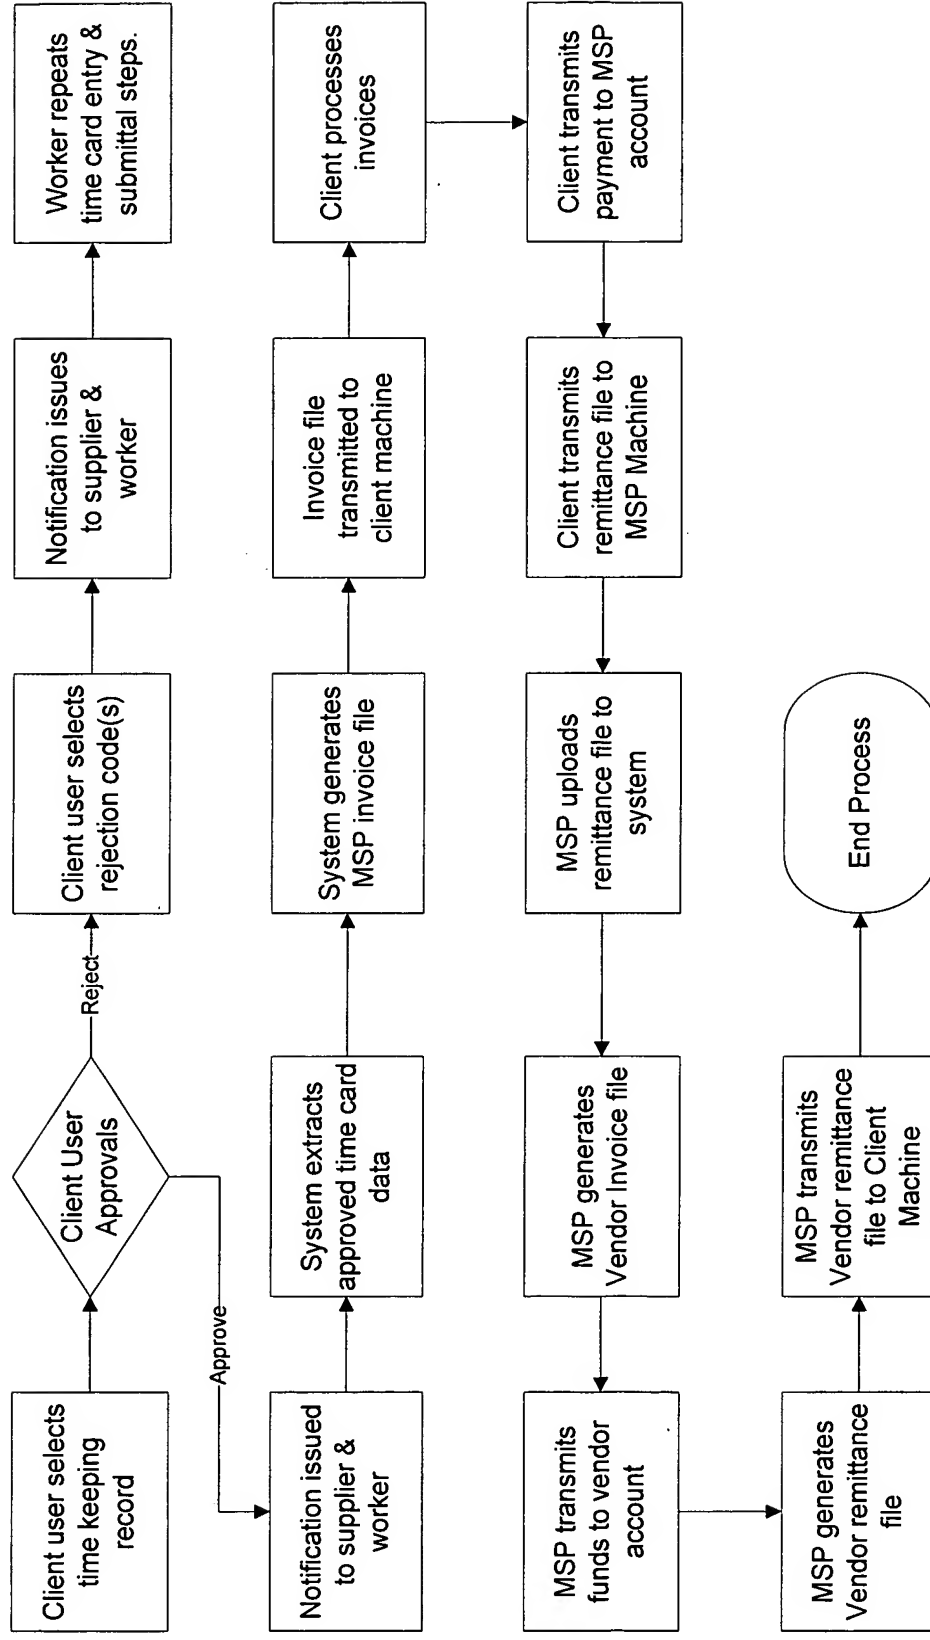 Client user selects
time keeping
record
Client User
Approvals
Reject
Client user selects
rejection code(s)
Notification issues
to supplier &
worker
Worker repeats
time card entry &
submittal steps.
Approve
Notification issued
to supplier &
worker
System extracts
approved time card
data
System generates
MSP invoice file
Invoice file
transmitted to
client machine
Client processes
invoices
Client transmits
payment to MSP
account
Client transmits
remittance file to
MSP Machine
MSP uploads
remittance file to
system
MSP generates
Vendor Invoice file
MSP transmits
funds to vendor
account
MSP generates
Vendor remittance
file
MSP transmits
Vendor remittance
file to Client
Machine
End Process